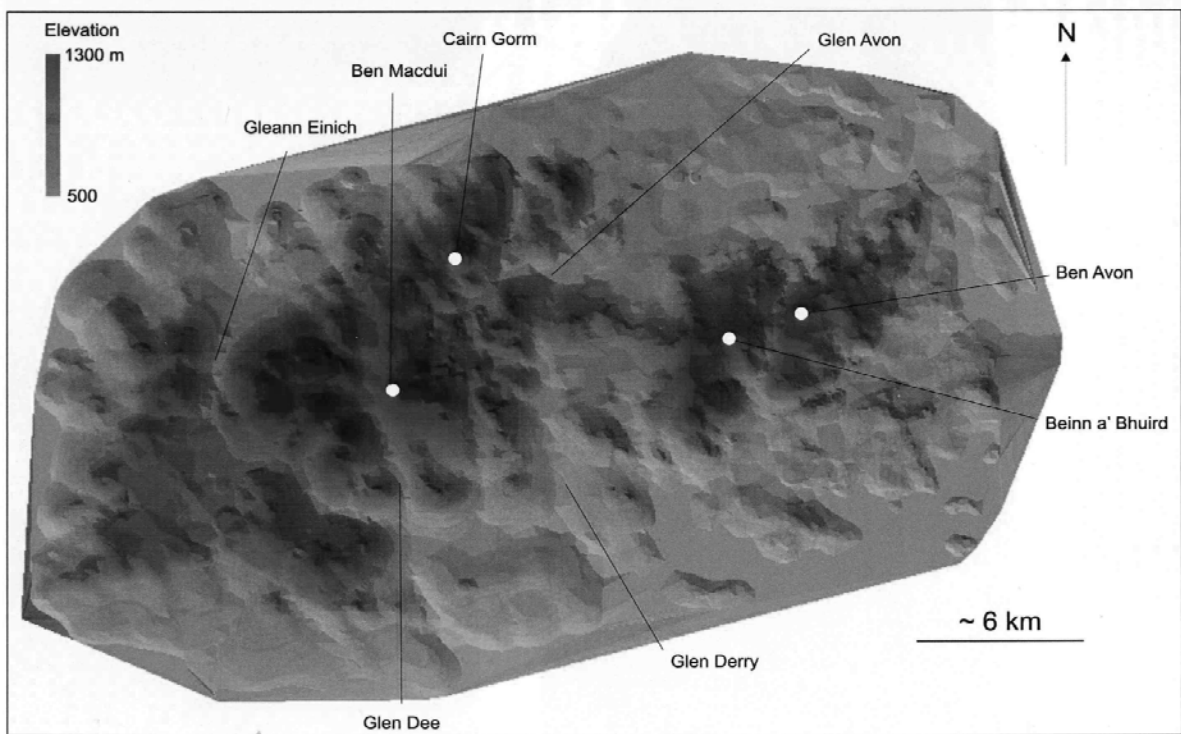 Elevation
1300 m
500
Cairn Gorm
Glen Avon
N
Ben Macdui
Gleann Einich
Ben Avon
Beinn a' Bhuird
~ 6 km
Glen Derry
Glen Dee